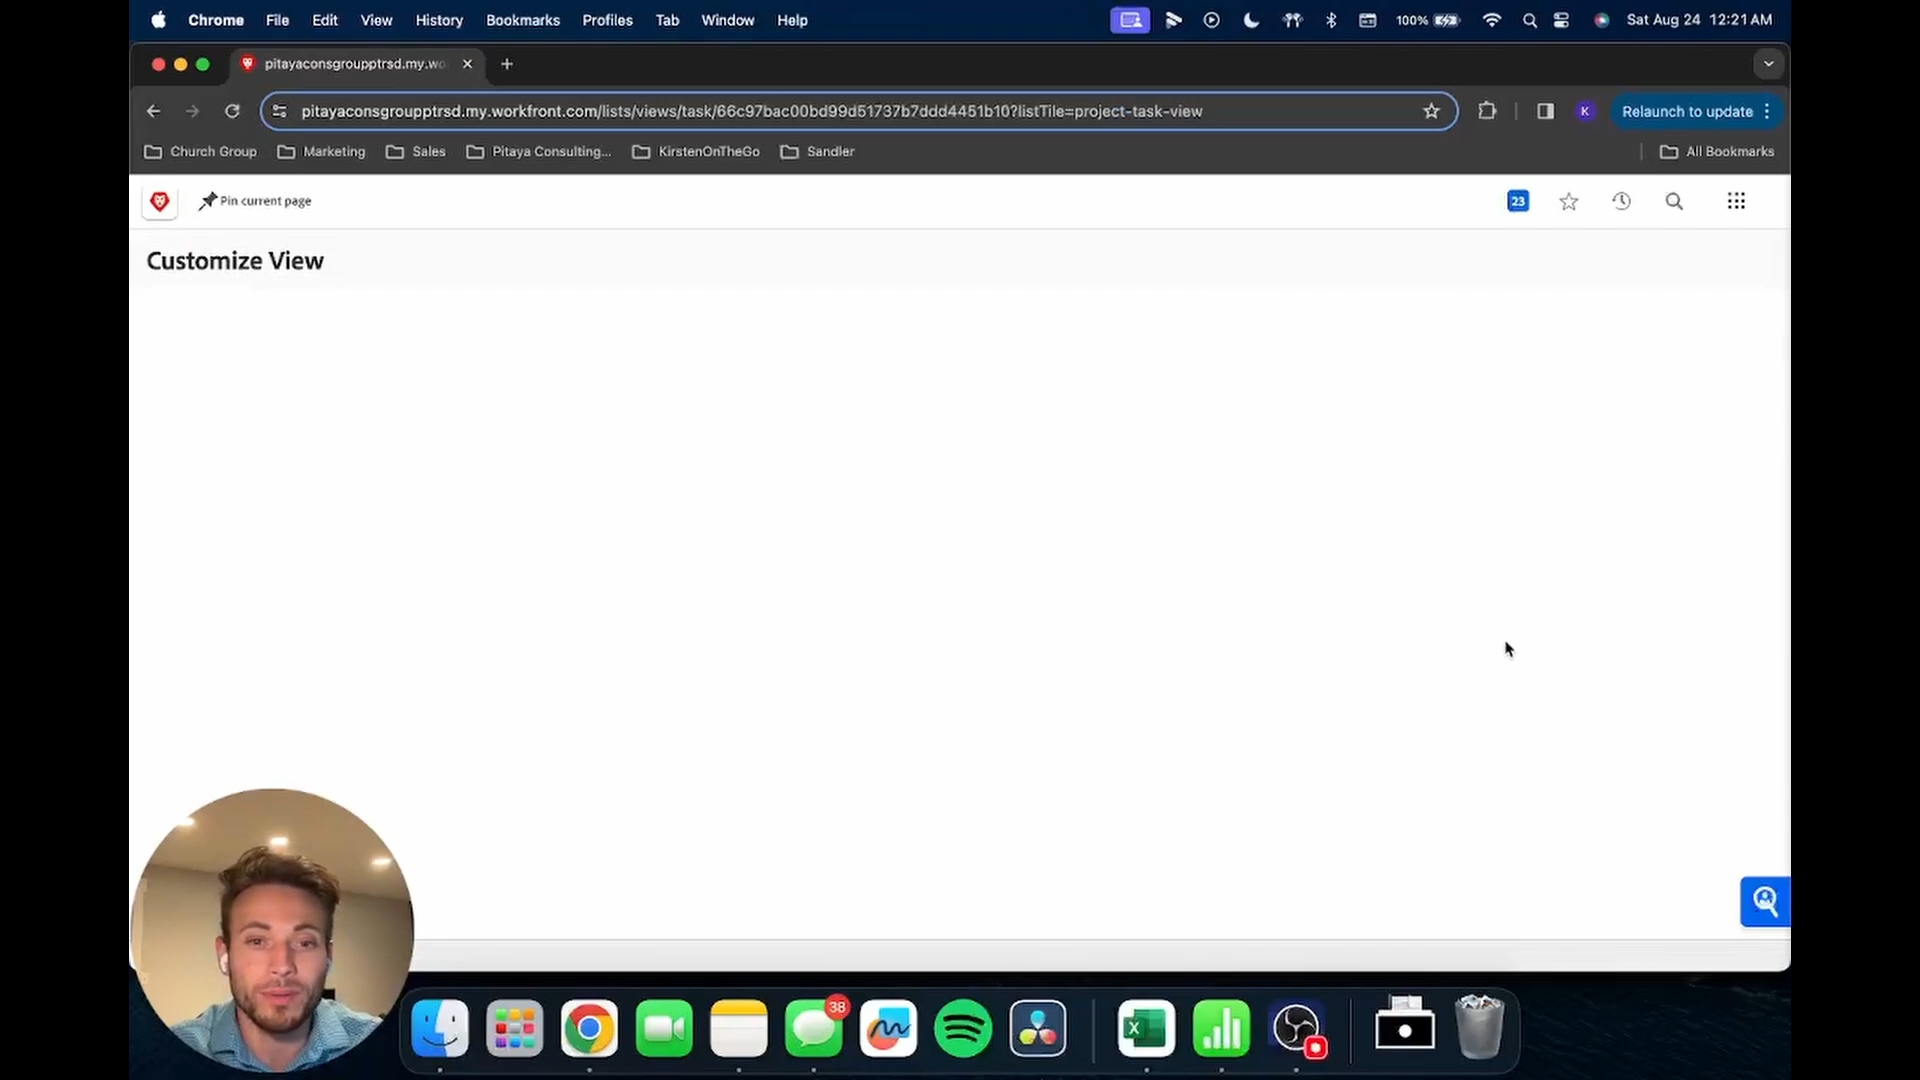 Chrome File Edit View History Bookmarks Profiles Tab Window Help 100% Sat Aug 24 12:21 AM
pitayaconsgroupptrsd.my.wo
pitayaconsgroupptrsd.my.workfront.com/lists/views/task/66c97bac00bd99d51737b7ddd4451b10?listTile=project-task-view K Relaunch to update
Church Group Marketing Sales Pitaya Consulting... KirstenOnTheGo Sandler All Bookmarks
Pin current page 23
Customize View
38